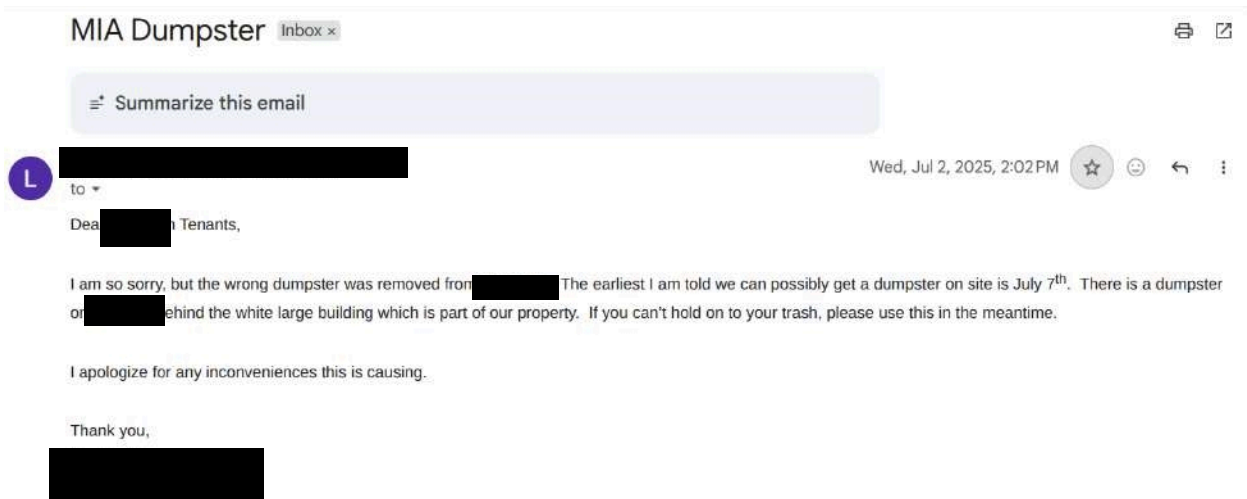 MIA Dumpster Inbox ×
Summarize this email
L
Wed, Jul 2, 2025, 2:02 PM
to
Tenants,
I am so sorry, but the wrong dumpster was removed from The earliest I am told we can possibly get a dumpster on site is July 7th. There is a dumpster
on behind the white large building which is part of our property. If you can't hold on to your trash, please use this in the meantime.
I apologize for any inconveniences this is causing.
Thank you,